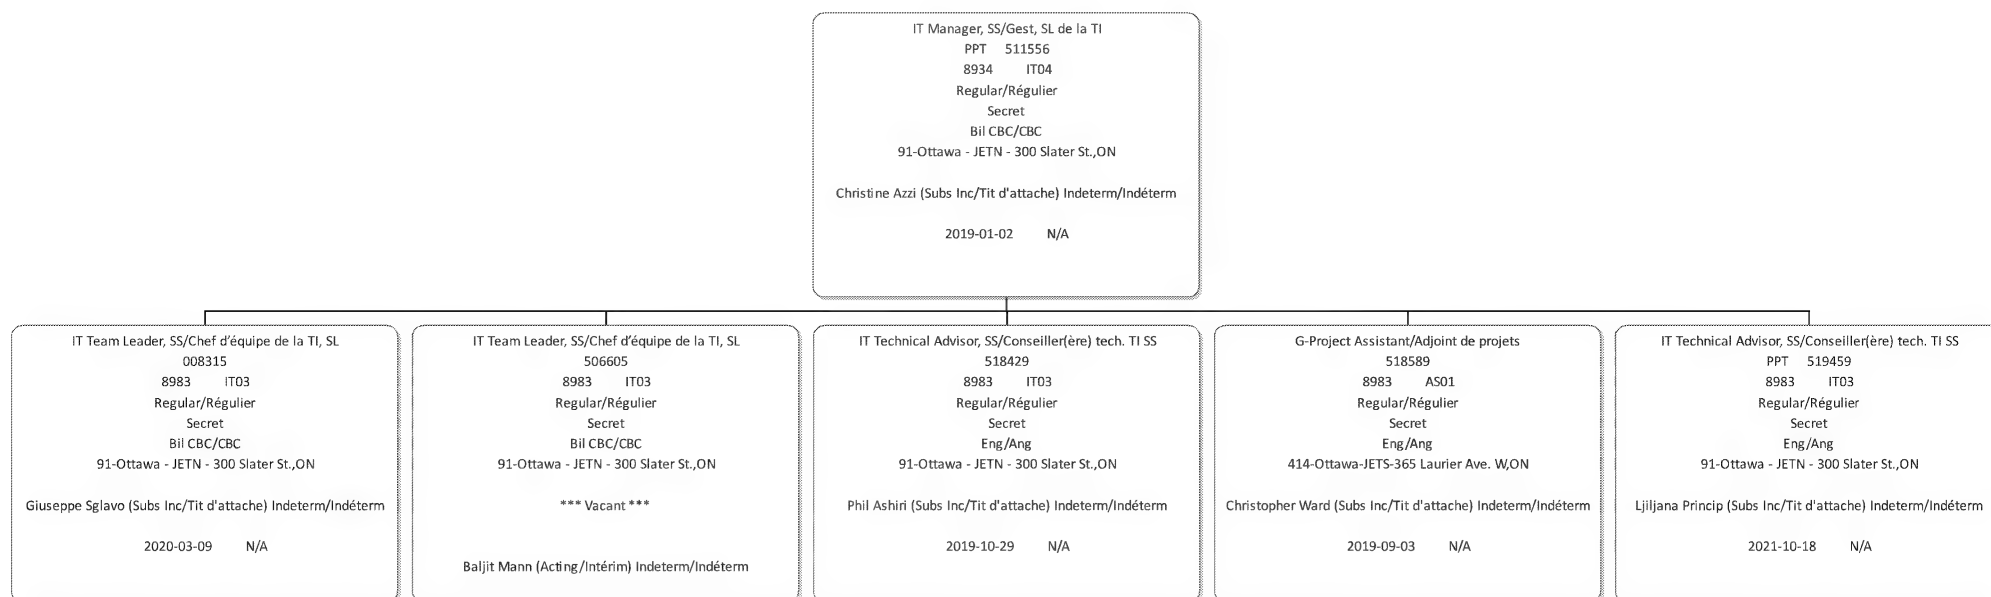 IT Manager, SS/Gest, SL de la TI
PPT 511556
8934 IT04
Regular/Régulier
Secret
Bil CBC/CBC
91-Ottawa - JETN - 300 Slater St.,ON
Christine Azzi (Subs Inc/Tit d'attache) Indeterm/Indéterm
2019-01-02 N/A
IT Team Leader, SS/Chef d’équipe de la TI, SL
008315
8983 IT03
Regular/Régulier
Secret
Bil CBC/CBC
91-Ottawa - JETN - 300 Slater St.,ON
Giuseppe Sglavo (Subs Inc/Tit d'attache) Indeterm/Indéterm
2020-03-09 N/A
IT Team Leader, SS/Chef d’équipe de la TI, SL
506605
8983 IT03
Regular/Régulier
Secret
Bil CBC/CBC
91-Ottawa - JETN - 300 Slater St.,ON
*** Vacant ***
Baljit Mann (Acting/Intérim) Indeterm/Indéterm
IT Technical Advisor, SS/Conseiller(ère) tech. TI SS
518429
8983 IT03
Regular/Régulier
Secret
Eng/Ang
91-Ottawa - JETN - 300 Slater St.,ON
Phil Ashiri (Subs Inc/Tit d'attache) Indeterm/Indéterm
2019-10-29 N/A
G-Project Assistant/Adjoint de projets
518589
8983 AS01
Regular/Régulier
Secret
Eng/Ang
414-Ottawa-JETS-365 Laurier Ave. W,ON
Christopher Ward (Subs Inc/Tit d'attache) Indeterm/Indéterm
2019-09-03 N/A
IT Technical Advisor, SS/Conseiller(ère) tech. TI SS
PPT 519459
8983 IT03
Regular/Régulier
Secret
Eng/Ang
91-Ottawa - JETN - 300 Slater St.,ON
Ljiljana Princip (Subs Inc/Tit d'attache) Indeterm/Indéterm
2021-10-18 N/A